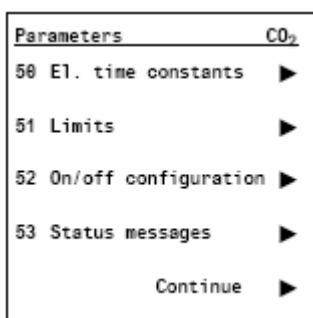 Parameters CO₂
50 El. time constants ▶
51 Limits ▶
52 On/off configuration ▶
53 Status messages ▶
Continue ▶